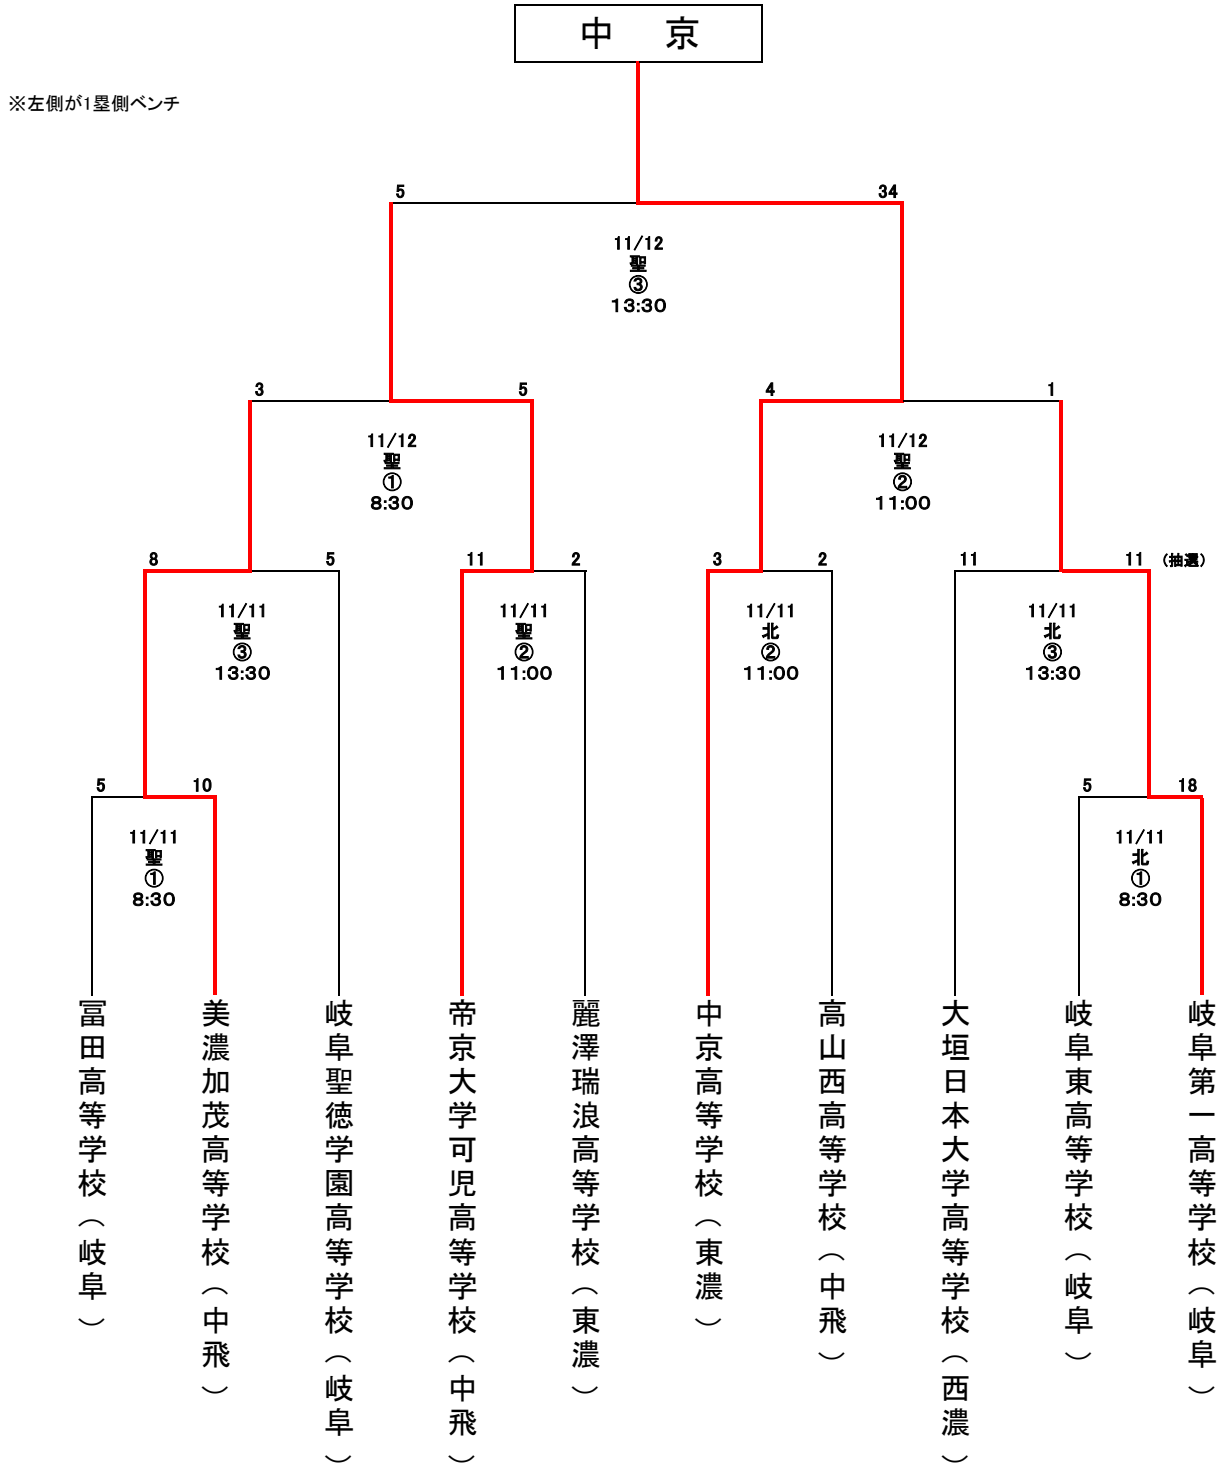 中 京
※左側が1塁側ベンチ
5
34
11/12
聖
③
13:30
3
5
4
1
11/12
聖
①
8:30
11/12
聖
②
11:00
8
5
11
2
3
2
11
11
(抽選)
11/11
聖
③
13:30
11/11
聖
②
11:00
11/11
北
②
11:00
11/11
北
③
13:30
5
10
5
18
11/11
聖
①
8:30
11/11
北
①
8:30
冨田高等学校(岐阜)
美濃加茂高等学校(中飛)
岐阜聖徳学園高等学校(岐阜)
帝京大学可児高等学校(中飛)
麗澤瑞浪高等学校(東濃)
中京高等学校(東濃)
高山西高等学校(中飛)
大垣日本大学高等学校(西濃)
岐阜東高等学校(岐阜)
岐阜第一高等学校(岐阜)